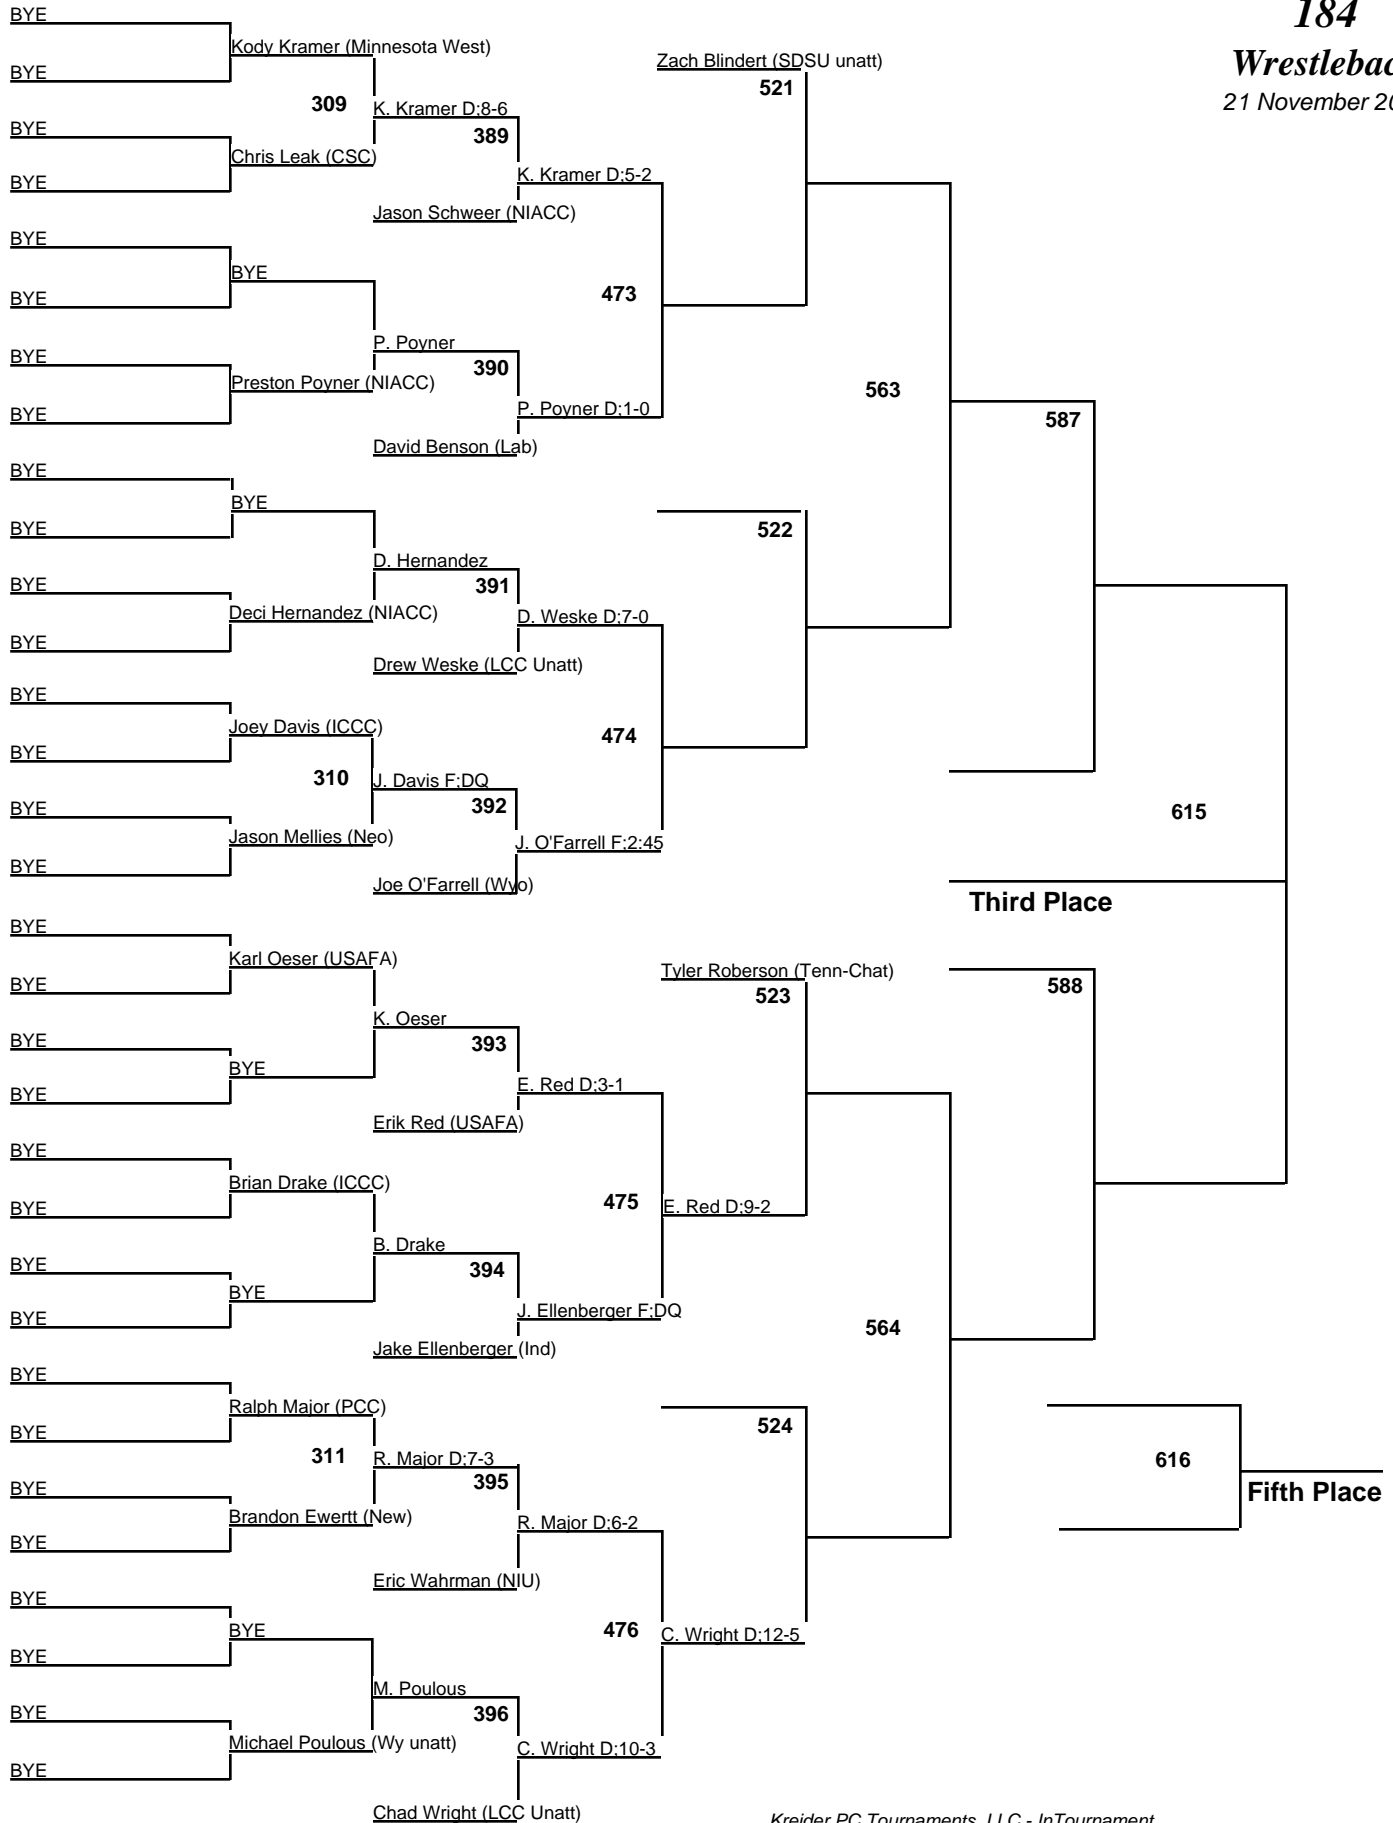 184
Wrestlebac
21 November 20
BYE
Kody Kramer (Minnesota West)
Zach Blindert (SDSU unatt)
BYE
521
309
K. Kramer D;8-6
BYE
389
Chris Leak (CSC)
K. Kramer D;5-2
BYE
Jason Schweer (NIACC)
BYE
BYE
473
BYE
P. Poyner
BYE
390
Preston Poyner (NIACC)
563
P. Poyner D;1-0
BYE
587
David Benson (Lab)
BYE
BYE
BYE
522
D. Hernandez
BYE
391
Deci Hernandez (NIACC)
D. Weske D;7-0
BYE
Drew Weske (LCC Unatt)
BYE
Joey Davis (ICCC)
474
BYE
310
J. Davis F;DQ
BYE
392
615
Jason Mellies (Neo)
J. O'Farrell F;2:45
BYE
Joe O'Farrell (Wyo)
Third Place
BYE
Karl Oeser (USAFA)
Tyler Roberson (Tenn-Chat)
BYE
523
588
K. Oeser
BYE
393
BYE
E. Red D;3-1
BYE
Erik Red (USAFA)
BYE
Brian Drake (ICCC)
475
E. Red D;9-2
BYE
B. Drake
BYE
394
BYE
J. Ellenberger F;DQ
BYE
564
Jake Ellenberger (Ind)
BYE
Ralph Major (PCC)
524
BYE
311
R. Major D;7-3
616
BYE
395
Fifth Place
Brandon Ewertt (New)
R. Major D;6-2
BYE
Eric Wahrman (NIU)
BYE
BYE
476
C. Wright D;12-5
BYE
M. Poulous
BYE
396
Michael Poulous (Wy unatt)
C. Wright D;10-3
BYE
Chad Wright (LCC Unatt)
Kreider PC Tournaments, LLC - InTournament